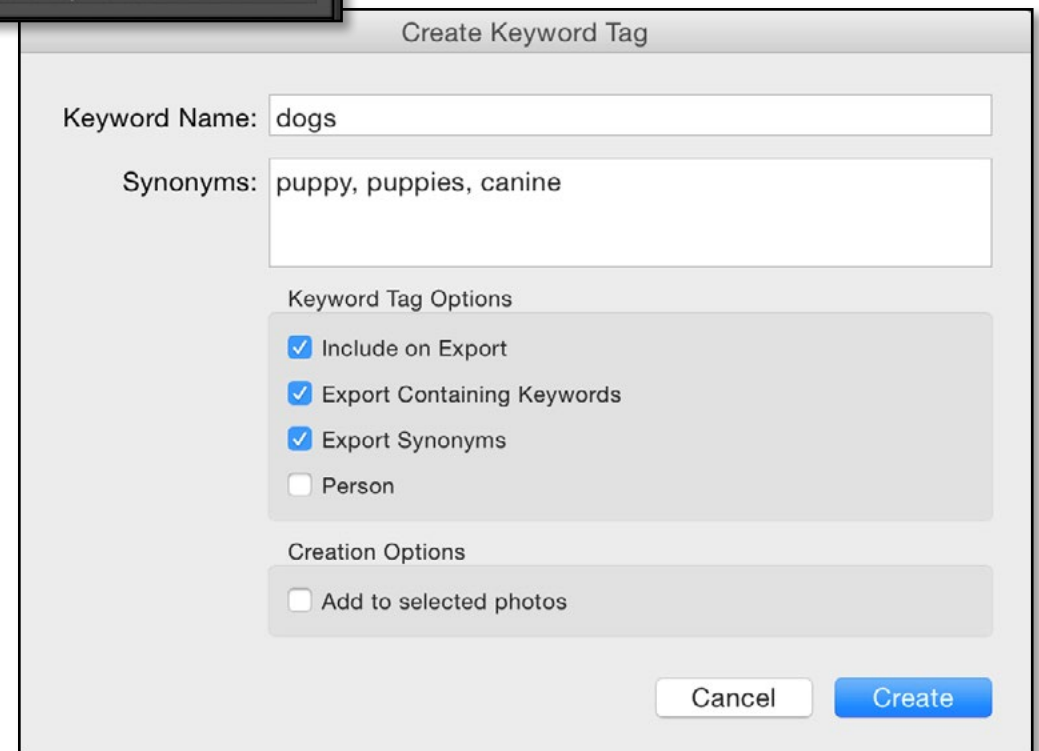 Create Keyword Tag
Keyword Name: dogs
Synonyms: puppy, puppies, canine
Keyword Tag Options
Include on Export
Export Containing Keywords
Export Synonyms
Person
Creation Options
Add to selected photos
Cancel Create